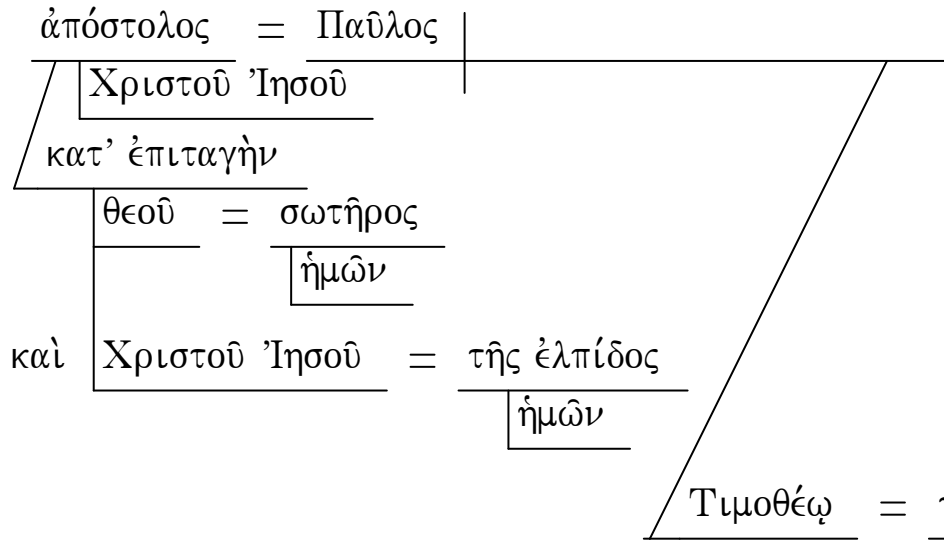 ἀπόστολος = Παῦλος
Χριστοῦ Ἰησοῦ
κατ’ ἐπιταγὴν
θεοῦ = σωτῆρος
ἡμῶν
καὶ Χριστοῦ Ἰησοῦ = τῆς ἐλπίδος
ἡμῶν
Τιμοθέῳ =